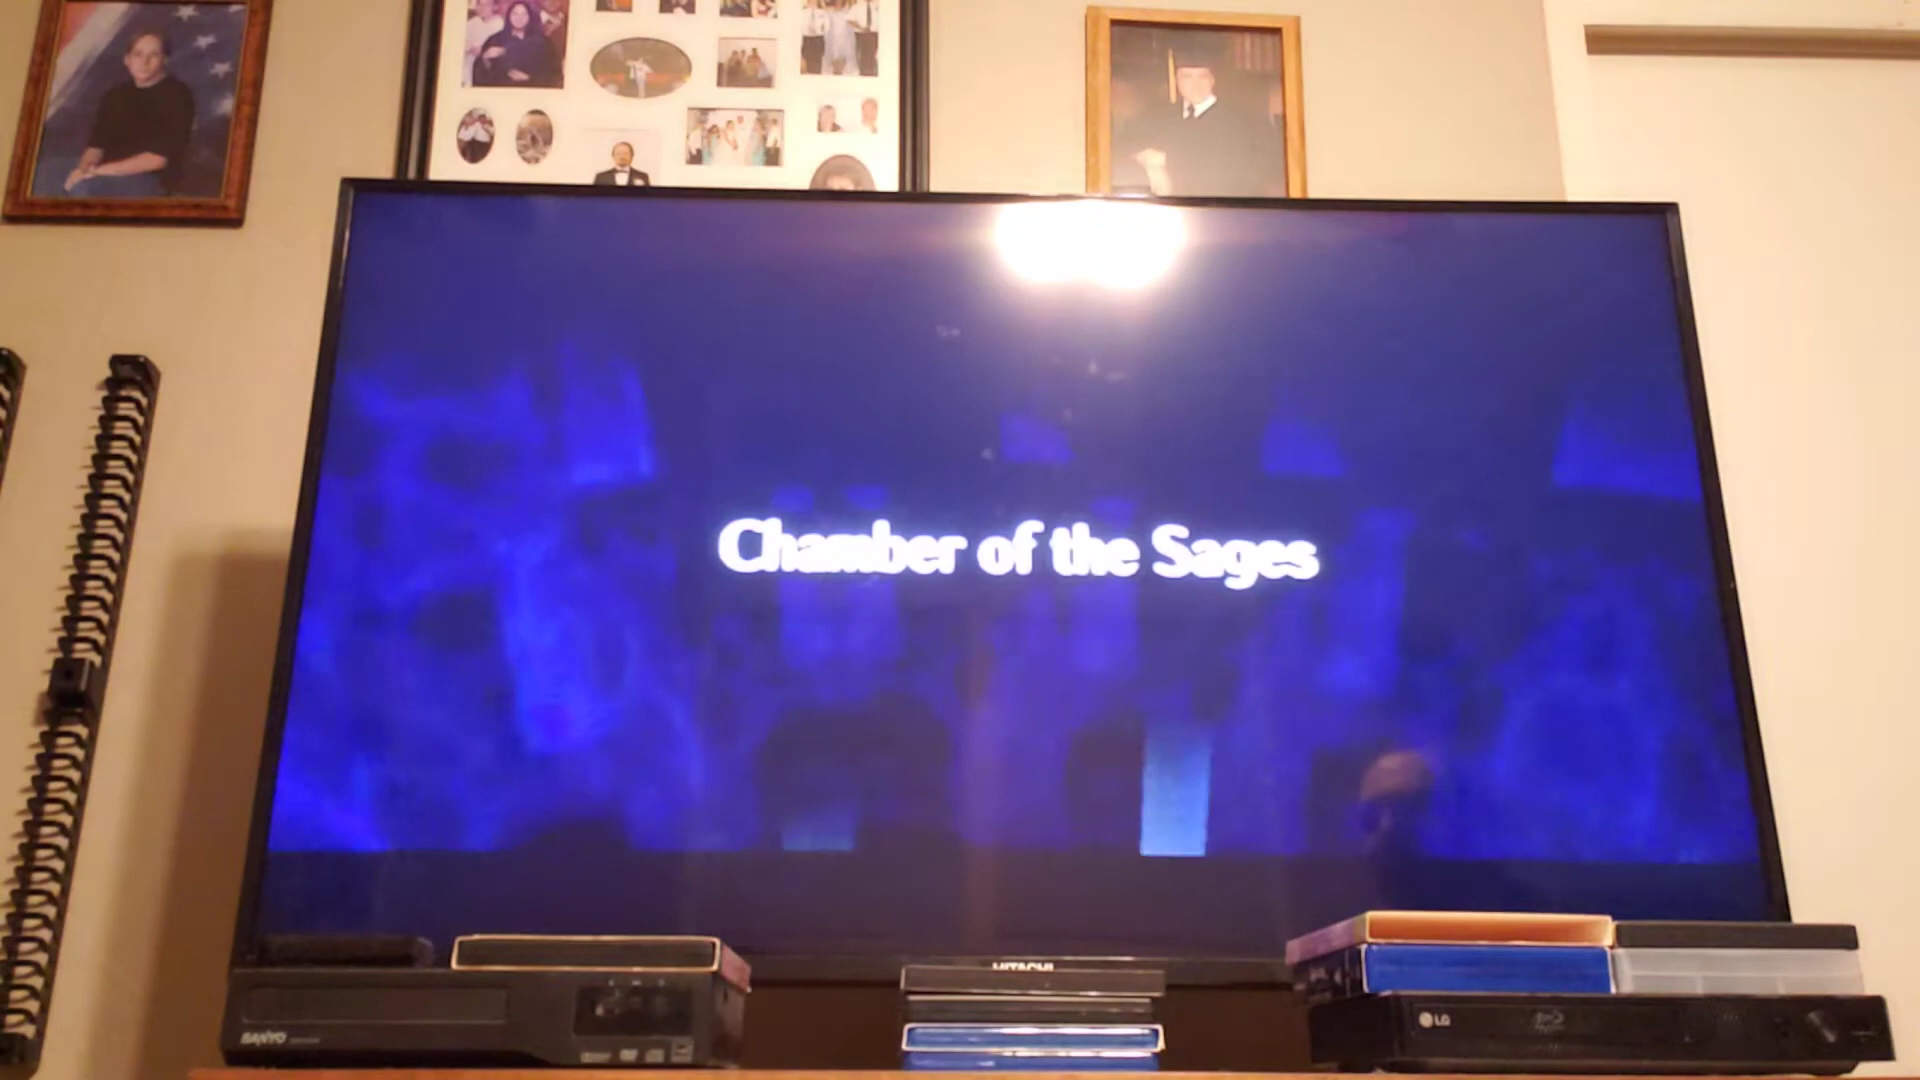 Chamber of the Sages
HITACHI
SANYO
LG